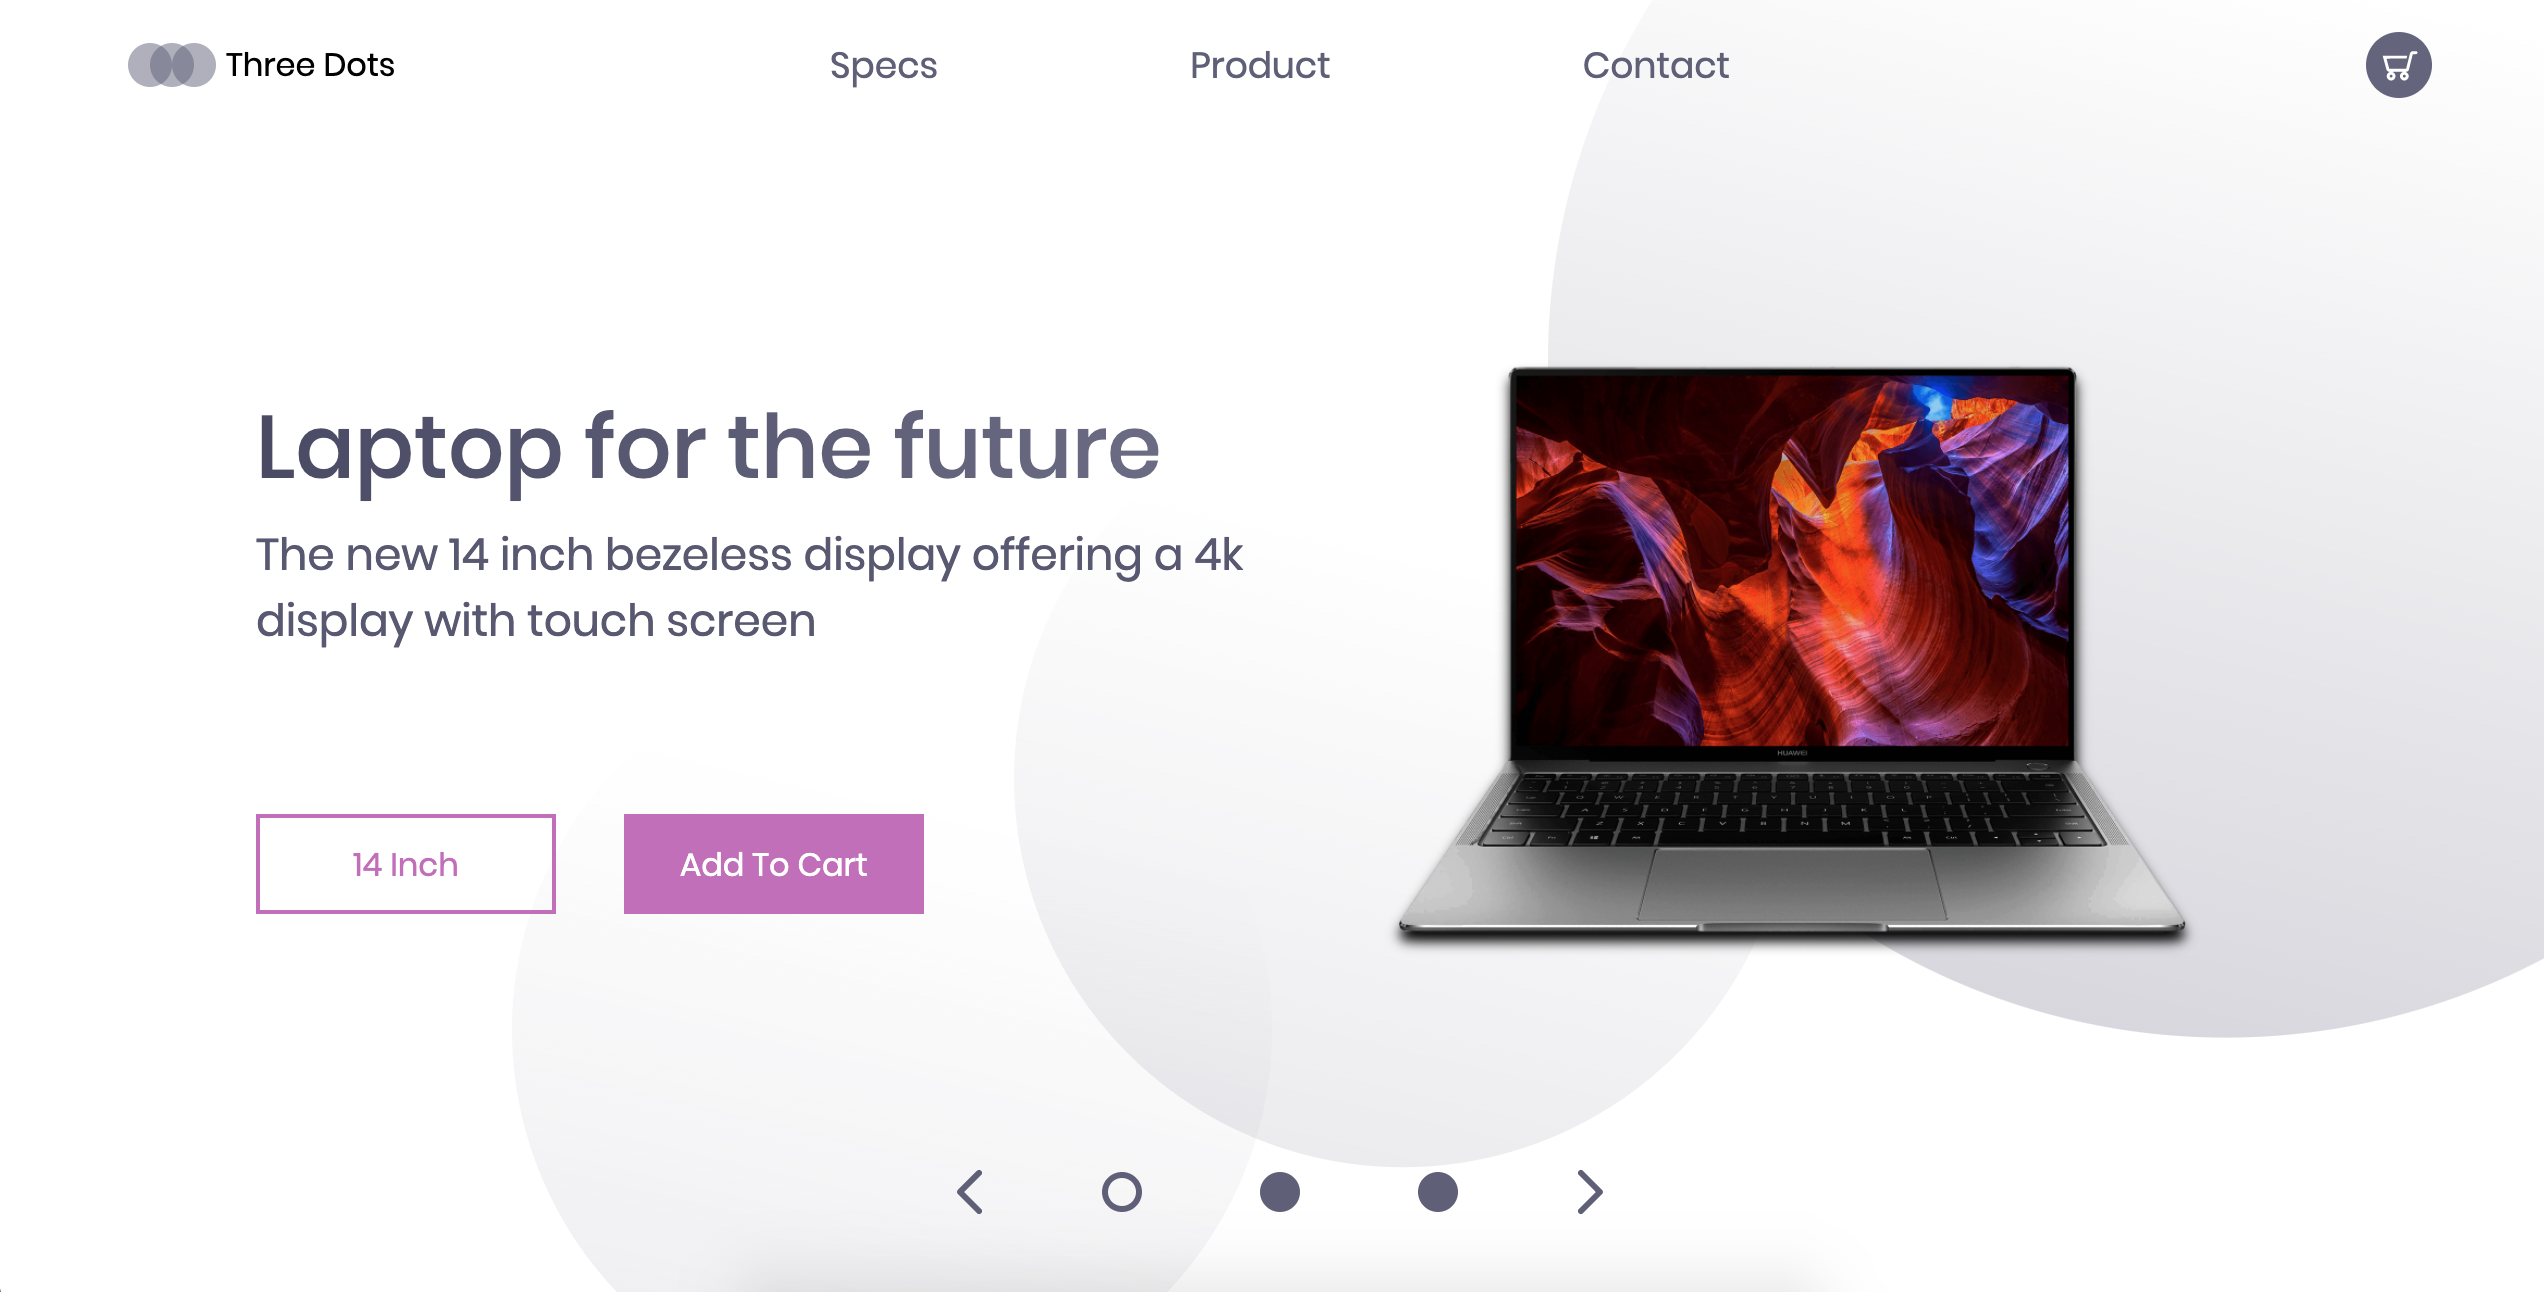 Three Dots
Specs
Product
Contact
Laptop for the future
The new 14 inch bezeless display offering a 4k
display with touch screen
14 Inch
Add To Cart
HUAWEI